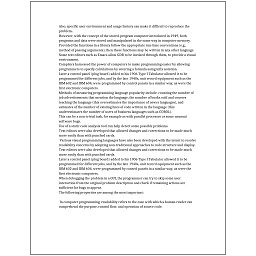 Also, specific user environment and usage history can make it difficult to reproduce the
problem.
However, with the concept of the stored-program computer introduced in 1949, both
programs and data were stored and manipulated in the same way in computer memory.
Provided the functions in a library follow the appropriate run-time conventions (e.g.,
method of passing arguments), then these functions may be written in any other language.
Some text editors such as Emacs allow GDB to be invoked through them, to provide a visual
environment.
Compilers harnessed the power of computers to make programming easier by allowing
programmers to specify calculations by entering a formula using infix notation.
Later a control panel (plug board) added to his 1906 Type I Tabulator allowed it to be
programmed for different jobs, and by the late 1940s, unit record equipment such as the
IBM 602 and IBM 604, were programmed by control panels in a similar way, as were the
first electronic computers.
Methods of measuring programming language popularity include: counting the number of
job advertisements that mention the language, the number of books sold and courses
teaching the language (this overestimates the importance of newer languages), and
estimates of the number of existing lines of code written in the language (this
underestimates the number of users of business languages such as COBOL).
This can be a non-trivial task, for example as with parallel processes or some unusual
software bugs.
Use of a static code analysis tool can help detect some possible problems.
Text editors were also developed that allowed changes and corrections to be made much
more easily than with punched cards.
Various visual programming languages have also been developed with the intent to resolve
readability concerns by adopting non-traditional approaches to code structure and display.
Text editors were also developed that allowed changes and corrections to be made much
more easily than with punched cards.
Later a control panel (plug board) added to his 1906 Type I Tabulator allowed it to be
programmed for different jobs, and by the late 1940s, unit record equipment such as the
IBM 602 and IBM 604, were programmed by control panels in a similar way, as were the
first electronic computers.
When debugging the problem in a GUI, the programmer can try to skip some user
interaction from the original problem description and check if remaining actions are
sufficient for bugs to appear.
The following properties are among the most important:

In computer programming, readability refers to the ease with which a human reader can
comprehend the purpose, control flow, and operation of source code.